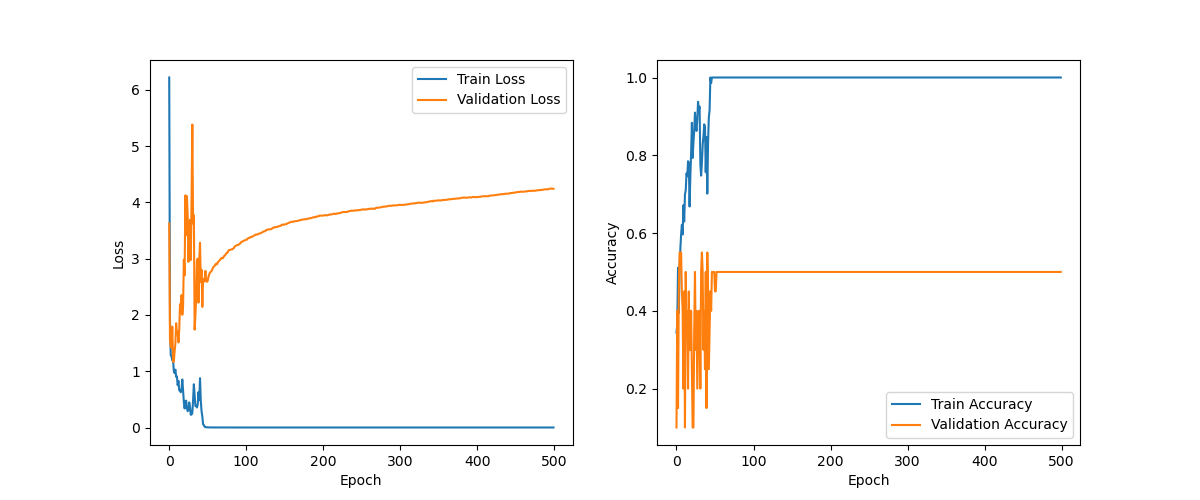 Train Loss
Validation Loss
6
5
4
3
2
1
0
Loss
0 100 200 300 400 500
Epoch
1.0
0.8
0.6
0.4
0.2
Accuracy
Train Accuracy
Validation Accuracy
0 100 200 300 400 500
Epoch